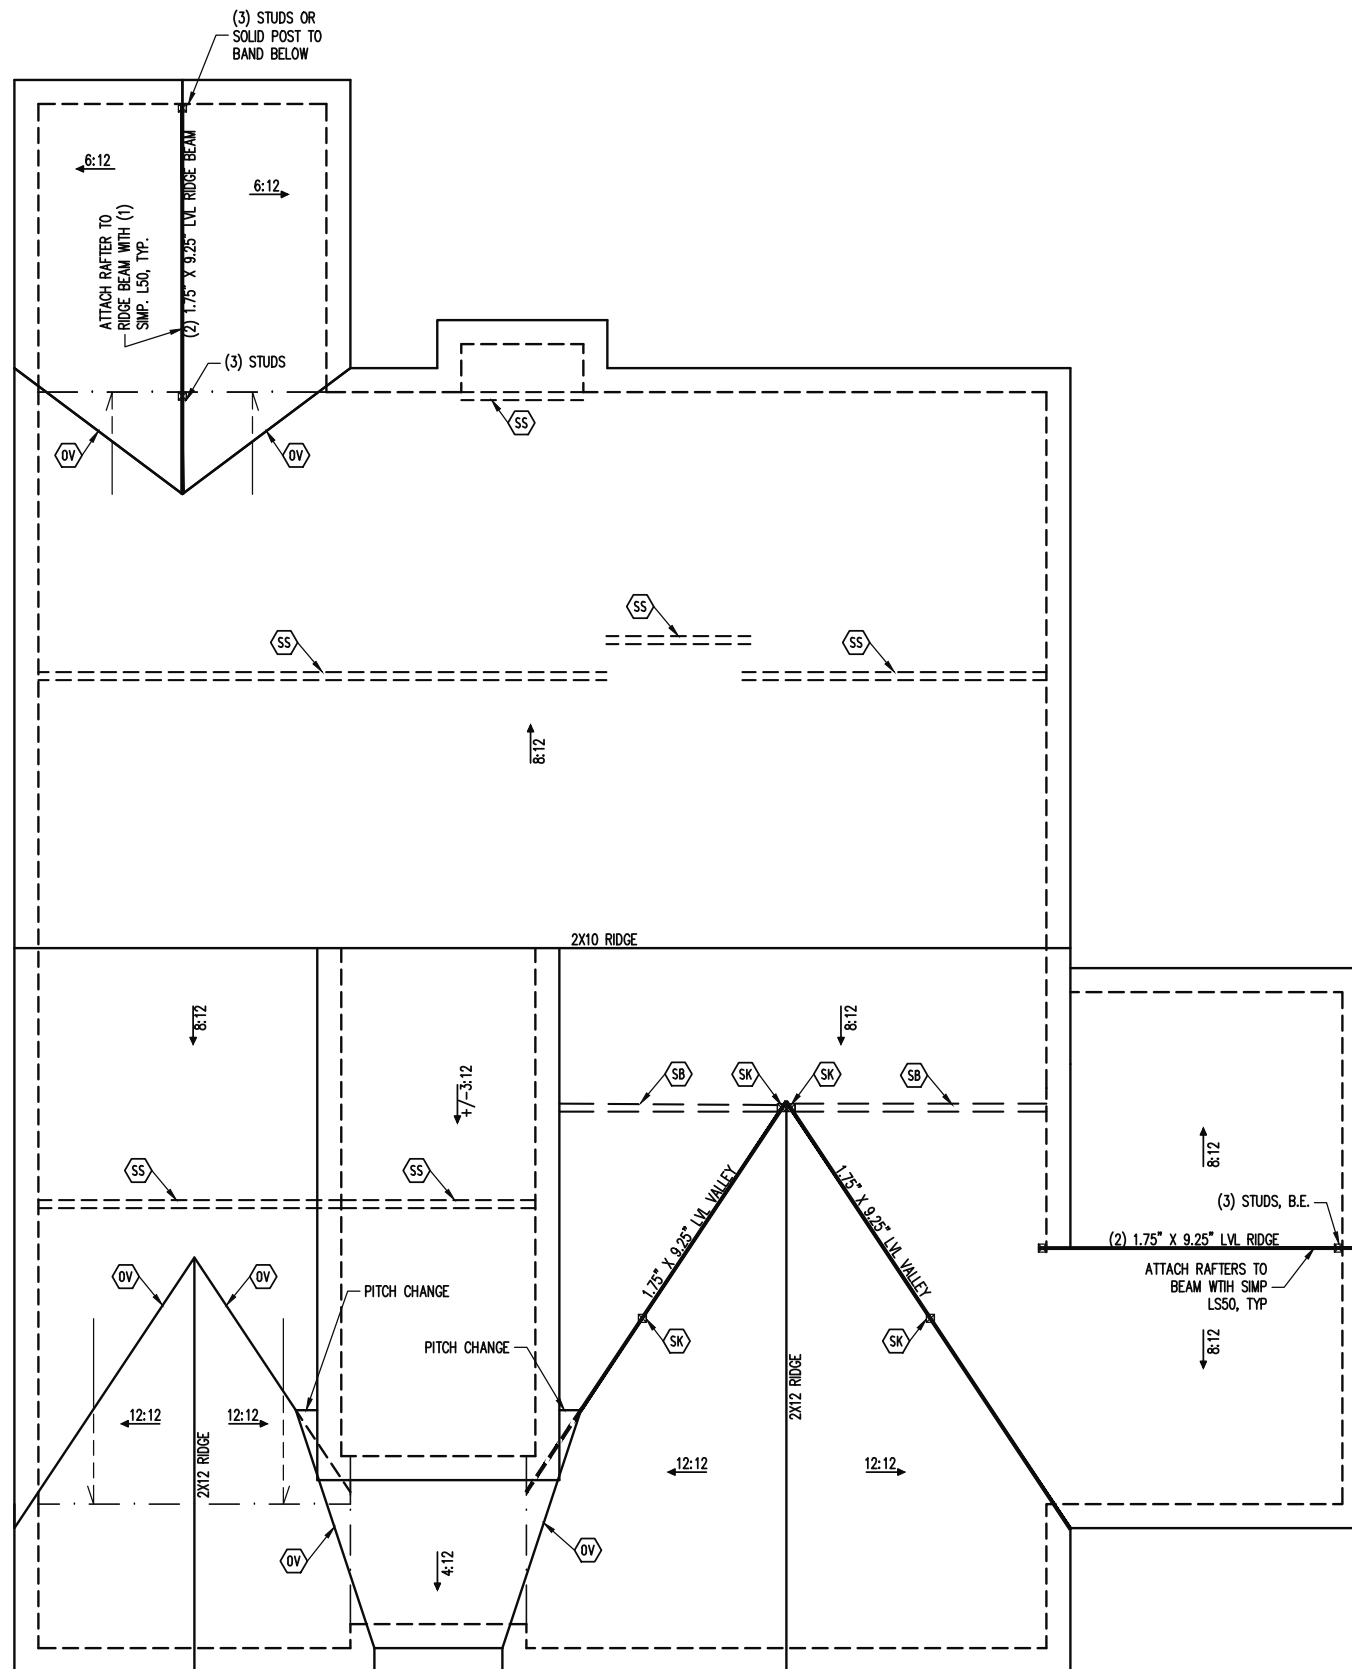 (3) STUDS OR
SOLID POST TO
BAND BELOW
6:12
6:12
(2) 1.75" X 9.25" LVL RIDGE BEAM
ATTACH RAFTER TO
RIDGE BEAM WITH (1)
SIMP. L50, TYP.
(3) STUDS
OV
OV
SS
SS
SS
SS
8:12
2X10 RIDGE
8:12
8:12
+/-3:12
SB
SK
SK
SB
SS
SS
8:12
1.75" X 9.25" LVL VALLEY
1.75" X 9.25" LVL VALLEY
(3) STUDS, B.E.
(2) 1.75" X 9.25" LVL RIDGE
ATTACH RAFTERS TO
BEAM WTIH SIMP
LS50, TYP
OV
OV
PITCH CHANGE
PITCH CHANGE
SK
SK
8:12
12:12
12:12
2X12 RIDGE
2X12 RIDGE
12:12
12:12
OV
OV
4:12